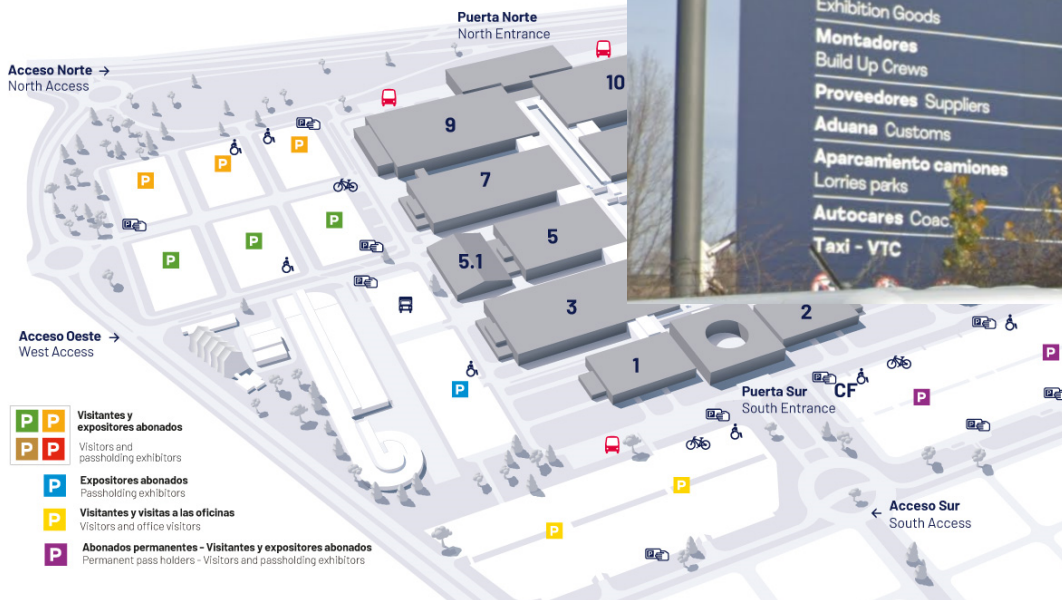 Puerta Norte
North Entrance
Acceso Norte →
North Access
10
9
7
5
5.1
3
2
1
P
P
P
P
P
P
P
P
P
P
P
Acceso Oeste →
West Access
Puerta Sur
South Entrance
CF
← Acceso Sur
South Access
P P
P P
Visitantes y
expositores abonados
Visitors and
passholding exhibitors
P
Expositores abonados
Passholding exhibitors
P
Visitantes y visitas a las oficinas
Visitors and office visitors
P
Abonados permanentes - Visitantes y expositores abonados
Permanent pass holders - Visitors and passholding exhibitors
Exhibition Goods
Montadores
Build Up Crews
Proveedores Suppliers
Aduana Customs
Aparcamiento camiones
Lorries parks
Autocares
Taxi - VTC